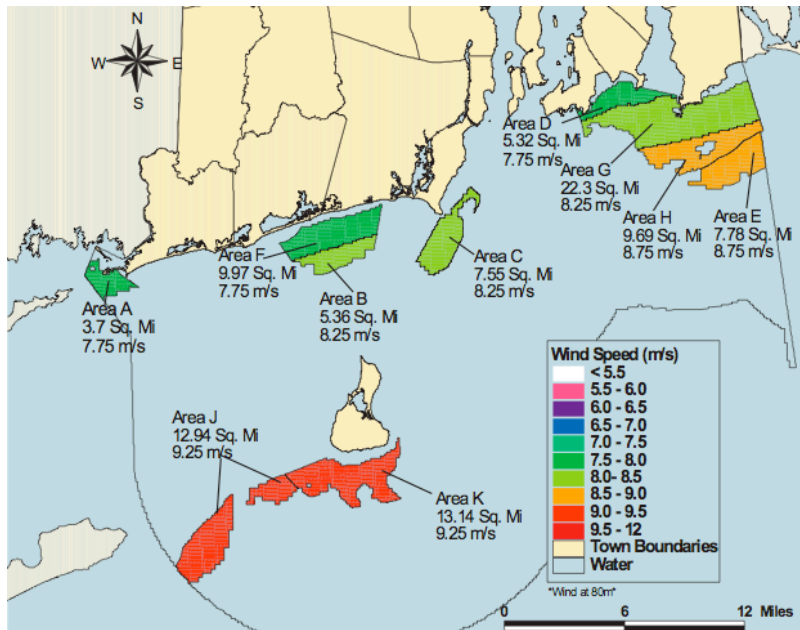 N
W E
S
Area D
5.32 Sq. Mi
7.75 m/s
Area G
22.3 Sq. Mi
8.25 m/s
Area H
9.69 Sq. Mi
8.75 m/s
Area E
7.78 Sq. Mi
8.75 m/s
Area F
9.97 Sq. Mi
7.75 m/s
Area C
7.55 Sq. Mi
8.25 m/s
Area A
3.7 Sq. Mi
7.75 m/s
Area B
5.36 Sq. Mi
8.25 m/s
Area J
12.94 Sq. Mi
9.25 m/s
Area K
13.14 Sq. Mi
9.25 m/s
Wind Speed (m/s)
< 5.5
5.5 - 6.0
6.0 - 6.5
6.5 - 7.0
7.0 - 7.5
7.5 - 8.0
8.0- 8.5
8.5 - 9.0
9.0 - 9.5
9.5 - 12
Town Boundaries
Water
*Wind at 80m*
0 6 12 Miles